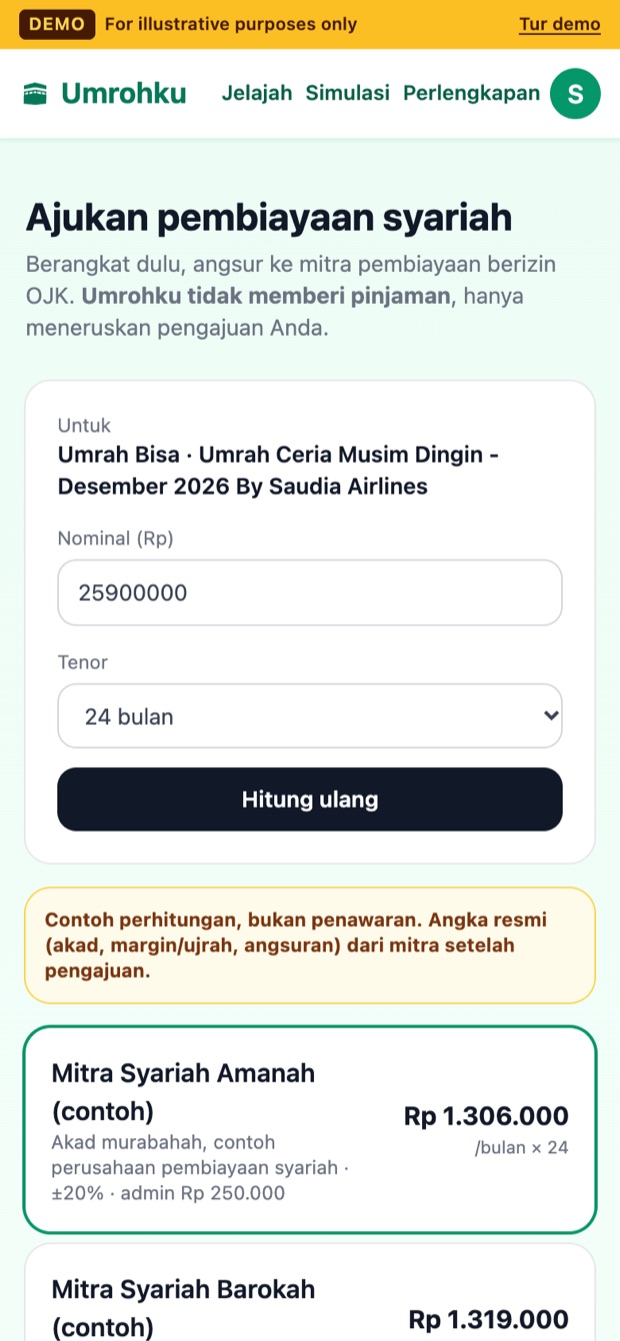 DEMO For illustrative purposes only Tur demo
Umrohku Jelajah Simulasi Perlengkapan S
Ajukan pembiayaan syariah
Berangkat dulu, angsur ke mitra pembiayaan berizin
OJK. Umrohku tidak memberi pinjaman, hanya
meneruskan pengajuan Anda.
Untuk
Umrah Bisa · Umrah Ceria Musim Dingin -
Desember 2026 By Saudia Airlines
Nominal (Rp)
25900000
Tenor
24 bulan
Hitung ulang
Contoh perhitungan, bukan penawaran. Angka resmi
(akad, margin/ujrah, angsuran) dari mitra setelah
pengajuan.
Mitra Syariah Amanah
(contoh)
Akad murabahah, contoh
perusahaan pembiayaan syariah ·
±20% · admin Rp 250.000
Rp 1.306.000
/bulan × 24
Mitra Syariah Barokah
(contoh)
Rp 1.319.000